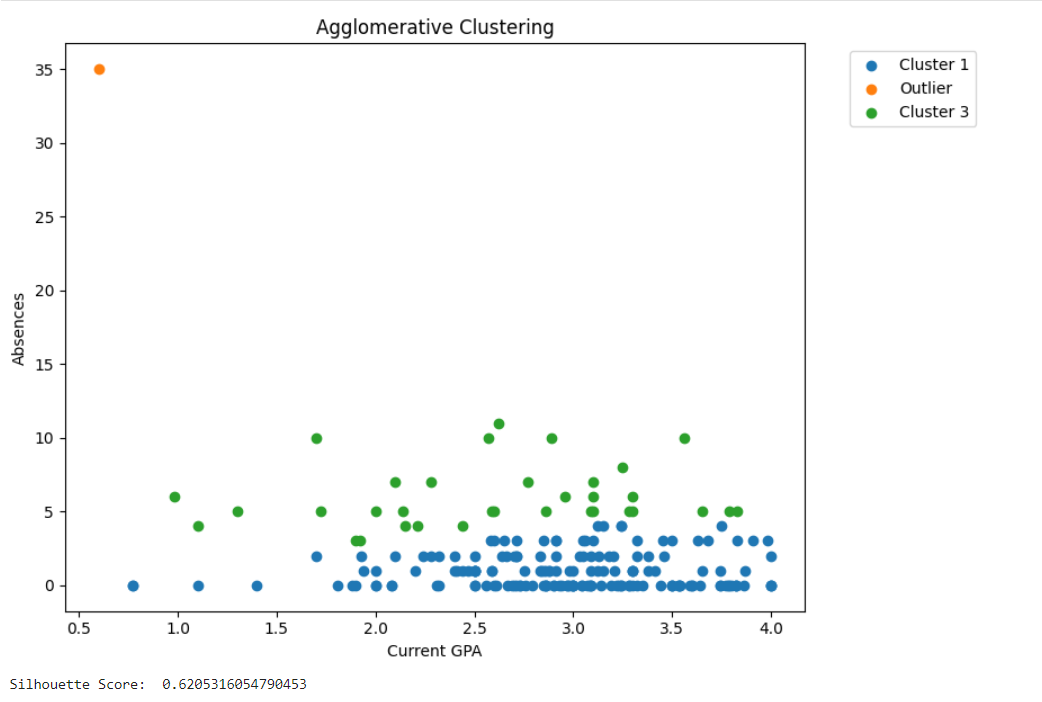 Agglomerative Clustering
Cluster 1
Outlier
Cluster 3
35
30
25
20
15
10
5
0
Absences
0.5 1.0 1.5 2.0 2.5 3.0 3.5 4.0
Current GPA
Silhouette Score: 0.6205316054790453